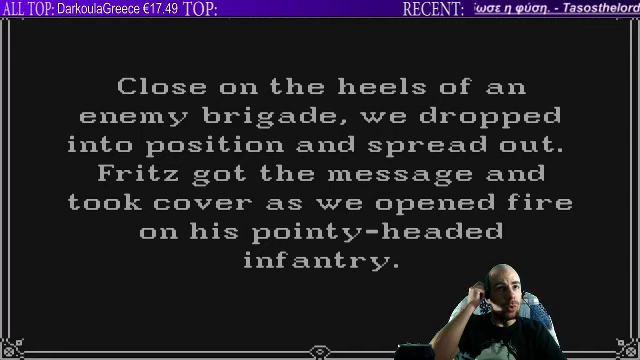 ALL TOP: DarkoulaGreece €17.49 TOP: RECENT: ίωσε η φύση. - Tasosthelord
Close on the heels of an
enemy brigade, we dropped
into position and spread out.
Fritz got the message and
took cover as we opened fire
on his pointy-headed
infantry.